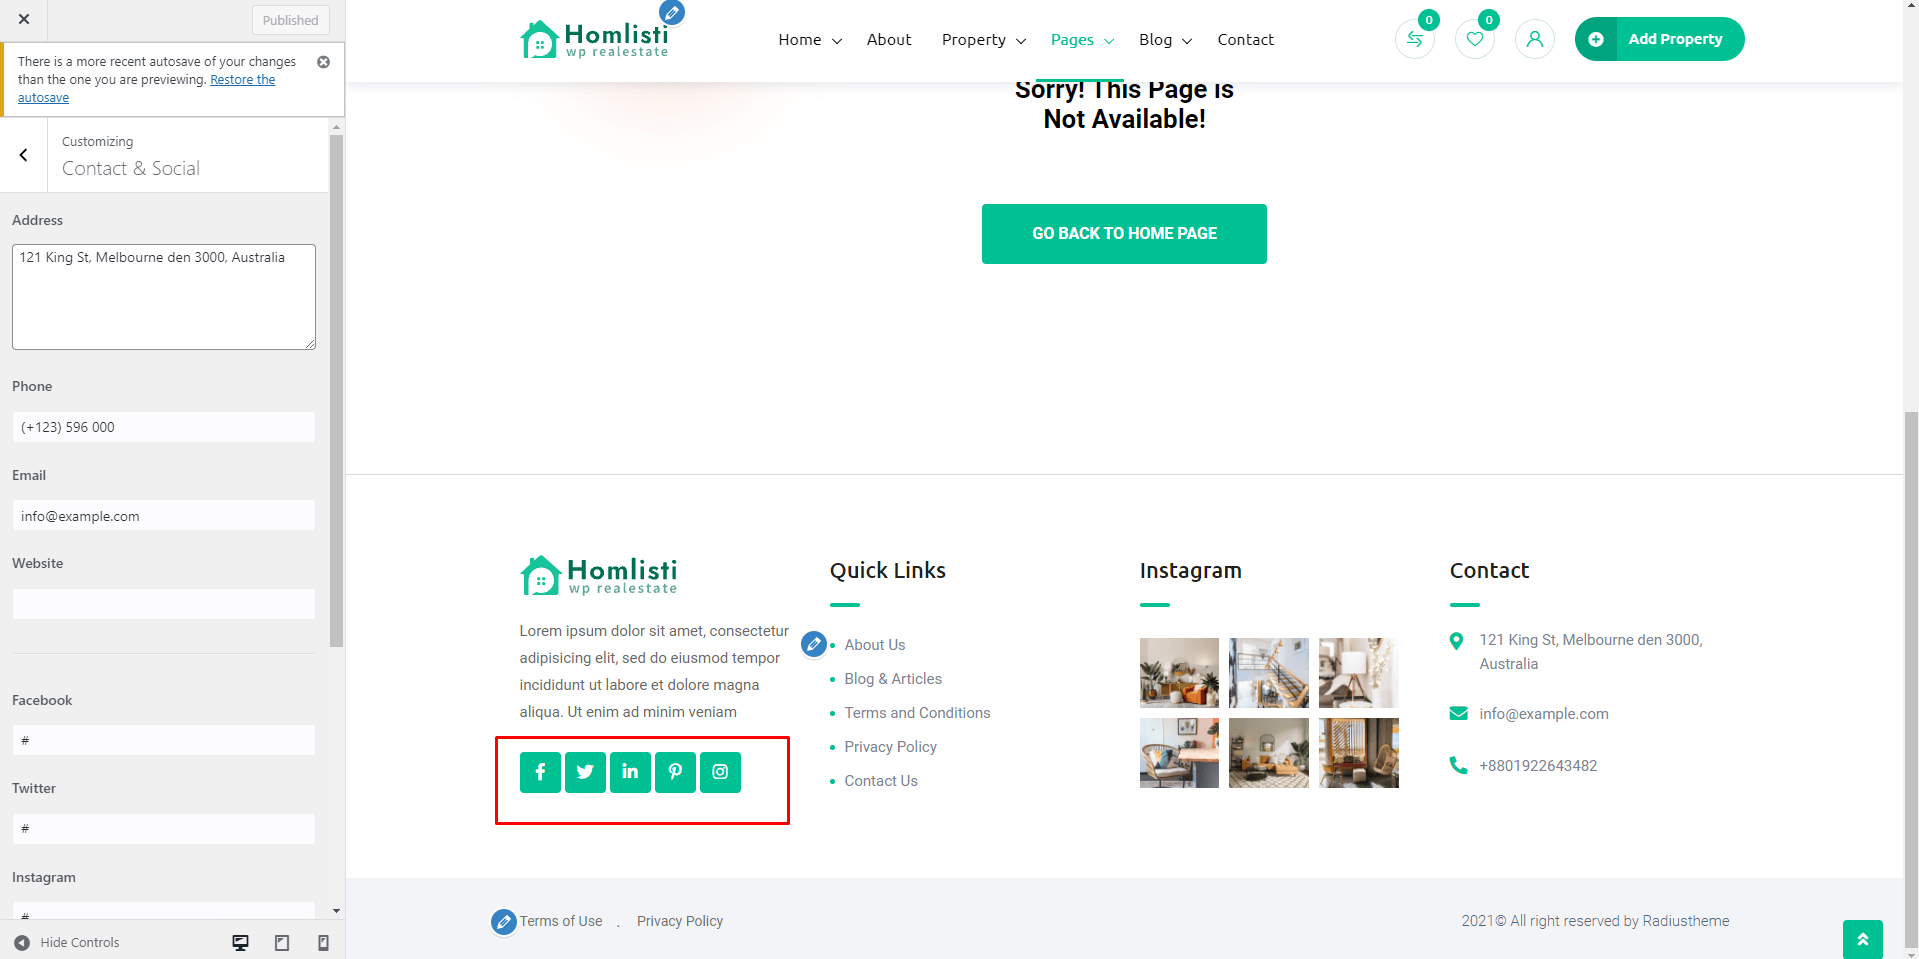 Published
There is a more recent autosave of your changes
than the one you are previewing. Restore the
autosave
Customizing
Contact & Social
Address
121 King St, Melbourne den 3000, Australia
Phone
(+123) 596 000
Email
info@example.com
Website
Facebook
#
Twitter
#
Instagram
#
Hide Controls
Homlisti
wp realestate
Home
About
Property
Pages
Blog
Contact
0
0
Add Property
Sorry! This Page is
Not Available!
GO BACK TO HOME PAGE
Homlisti
wp realestate
Lorem ipsum dolor sit amet, consectetur
adipisicing elit, sed do eiusmod tempor
incididunt ut labore et dolore magna
aliqua. Ut enim ad minim veniam
Quick Links
About Us
Blog & Articles
Terms and Conditions
Privacy Policy
Contact Us
Instagram
Contact
121 King St, Melbourne den 3000,
Australia
info@example.com
+8801922643482
Terms of Use . Privacy Policy
2021© All right reserved by Radiustheme